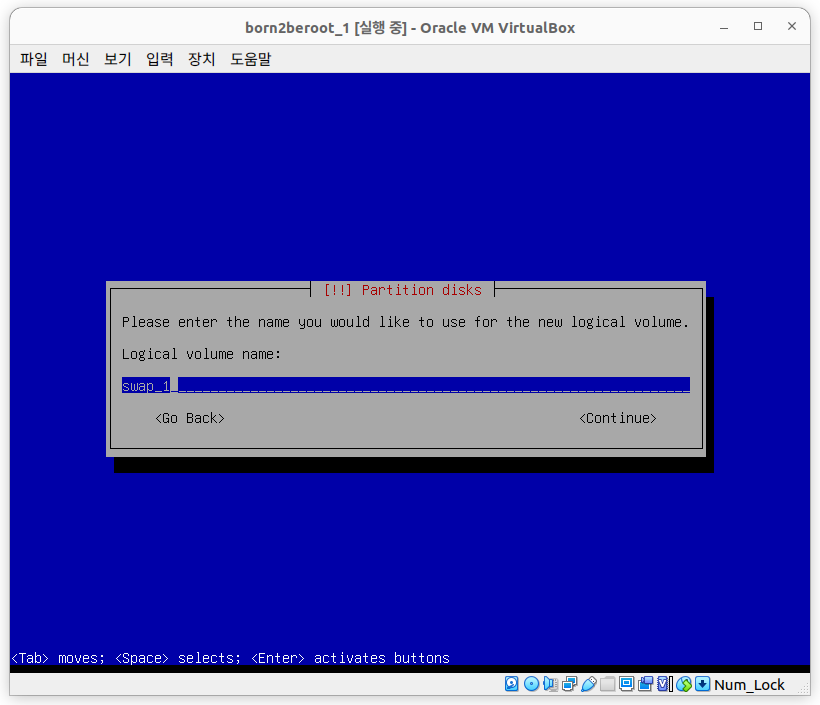 born2beroot_1 [실행 중] - Oracle VM VirtualBox
파일 머신 보기 입력 장치 도움말
[!!] Partition disks
Please enter the name you would like to use for the new logical volume.
Logical volume name:
swap_1
<Go Back> <Continue>
<Tab> moves; <Space> selects; <Enter> activates buttons
Num_Lock